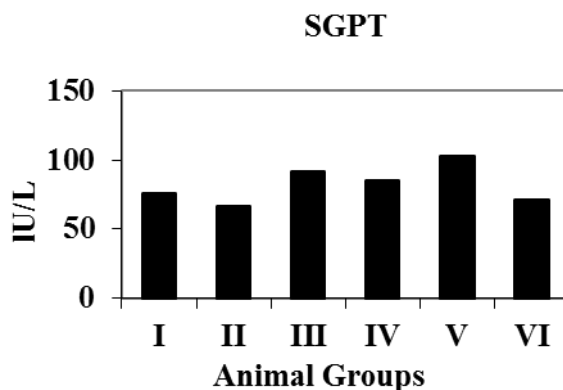 SGPT
150
100
50
0
IU/L
I II III IV V VI
Animal Groups